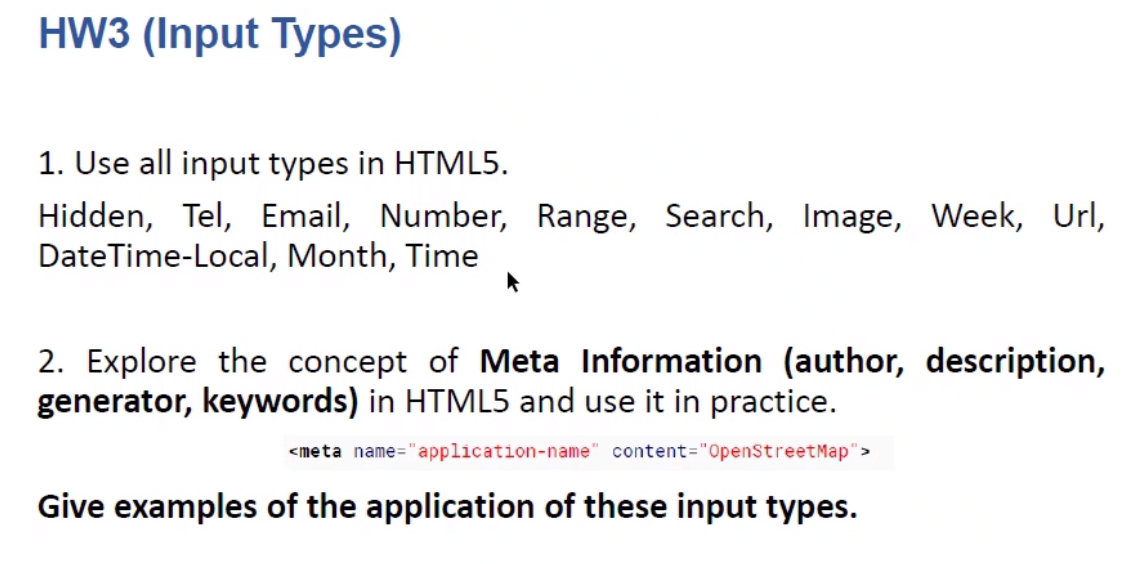 HW3 (Input Types)
1. Use all input types in HTML5.
Hidden, Tel, Email, Number, Range, Search, Image, Week, Url,
DateTime-Local, Month, Time
2. Explore the concept of Meta Information (author, description,
generator, keywords) in HTML5 and use it in practice.
<meta name="application-name" content="OpenStreetMap">
Give examples of the application of these input types.